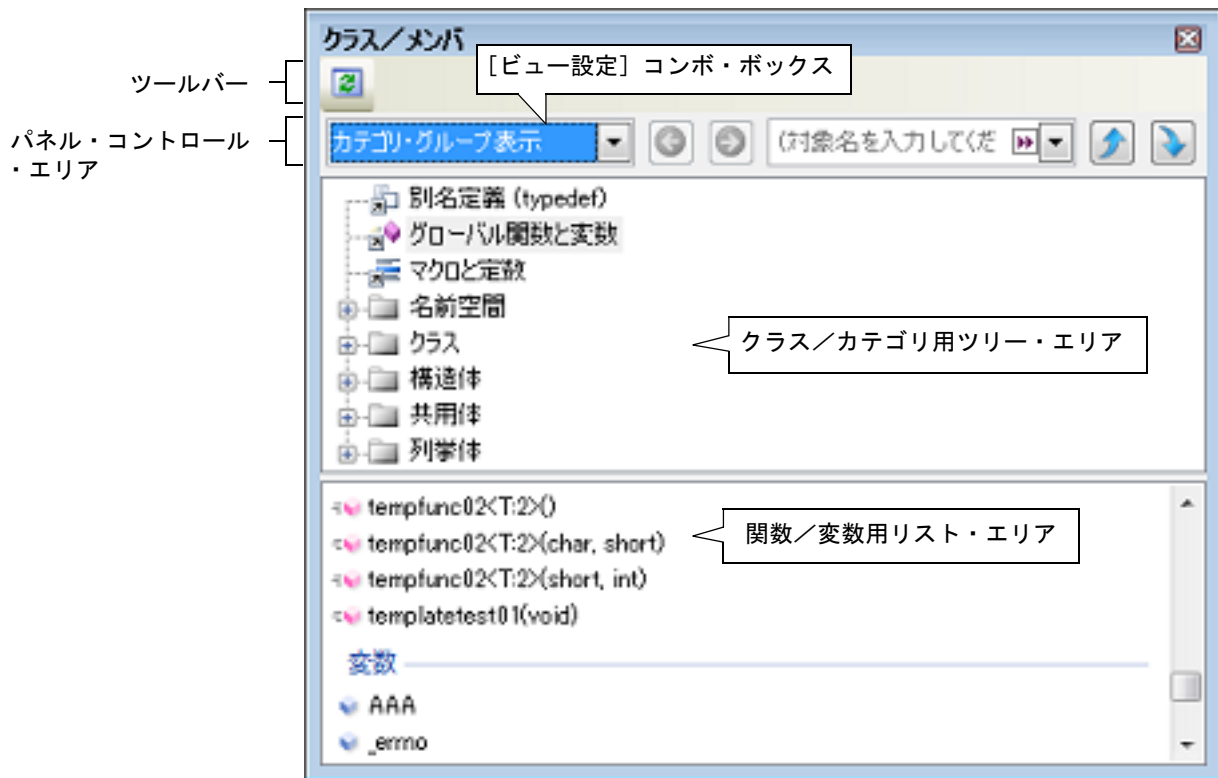 クラス／メンバ
［ビュー設定］コンボ・ボックス
ツールバー
パネル・コントロール
・エリア
カテゴリ・グループ表示
(対象名を入力してくだ
別名定義 (typedef)
グローバル関数と変数
マクロと定数
名前空間
クラス
クラス／カテゴリ用ツリー・エリア
構造体
共用体
列挙体
tempfunc02<T:2>()
tempfunc02<T:2>(char, short)
関数／変数用リスト・エリア
tempfunc02<T:2>(short, int)
templatetest01(void)
変数
AAA
_errno